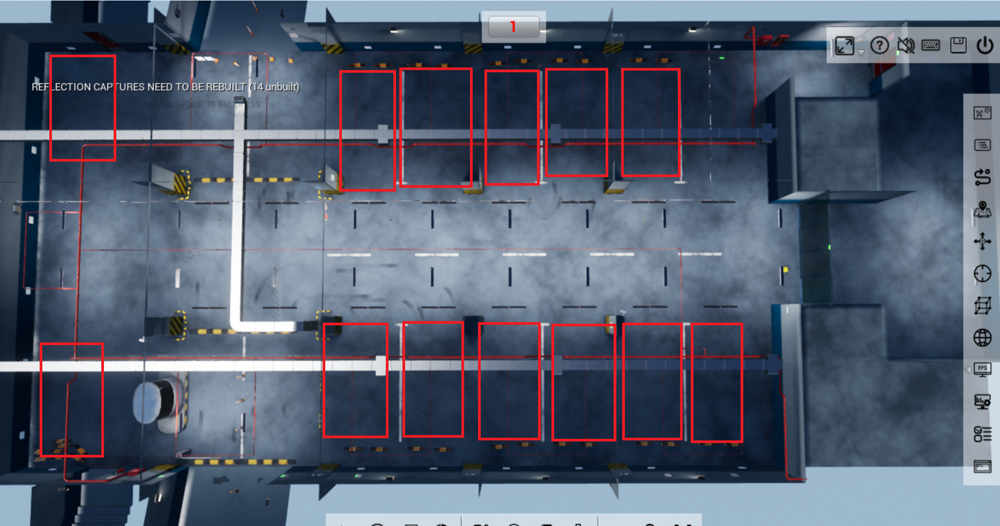 1
REFLECTION CAPTURES NEED TO BE REBUILT (14 unbuilt)
'DisableAllScreenMessages' to suppress
ID
FPS